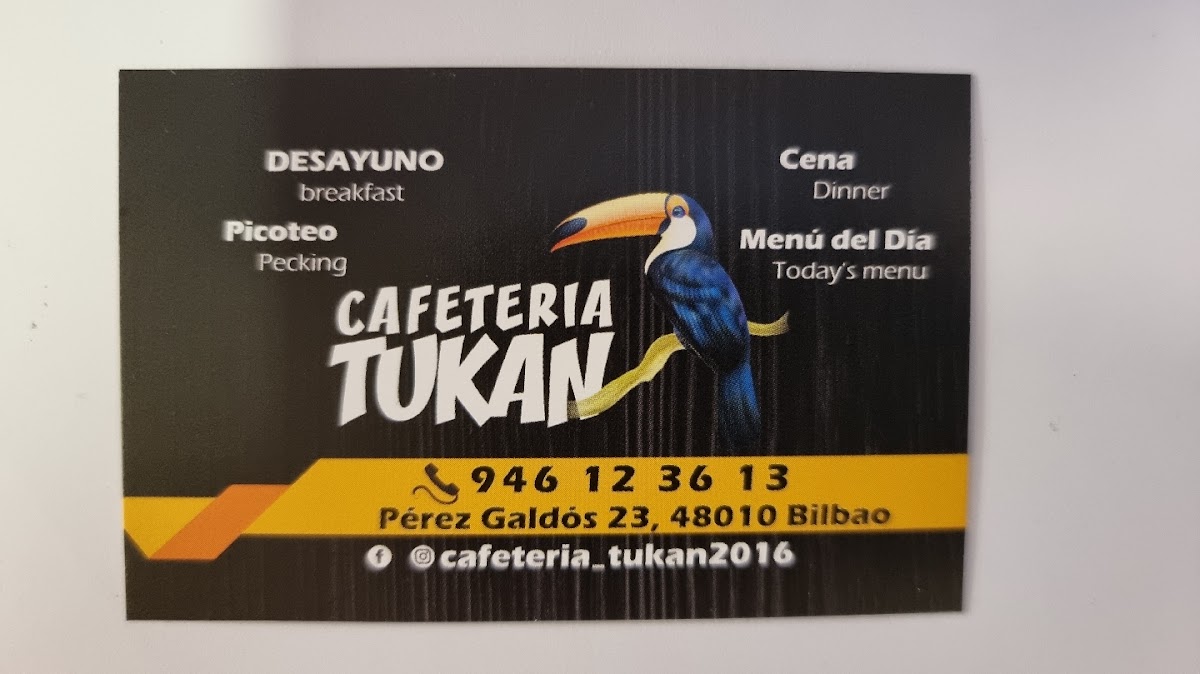 DESAYUNO
breakfast
Picoteo
Pecking
Cena
Dinner
Menú del Día
Today's menu
CAFETERIA
TUKAN
946 12 36 13
Pérez Galdós 23, 48010 Bilbao
cafeteria_tukan2016